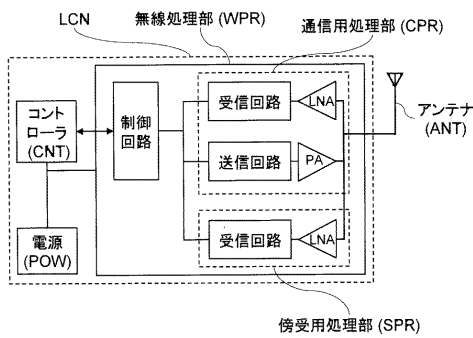 LCN
無線処理部 (WPR)
通信用処理部 (CPR)
コント
ローラ
(CNT)
制御
回路
受信回路
LNA
送信回路
PA
受信回路
LNA
アンテナ
(ANT)
電源
(POW)
傍受用処理部 (SPR)